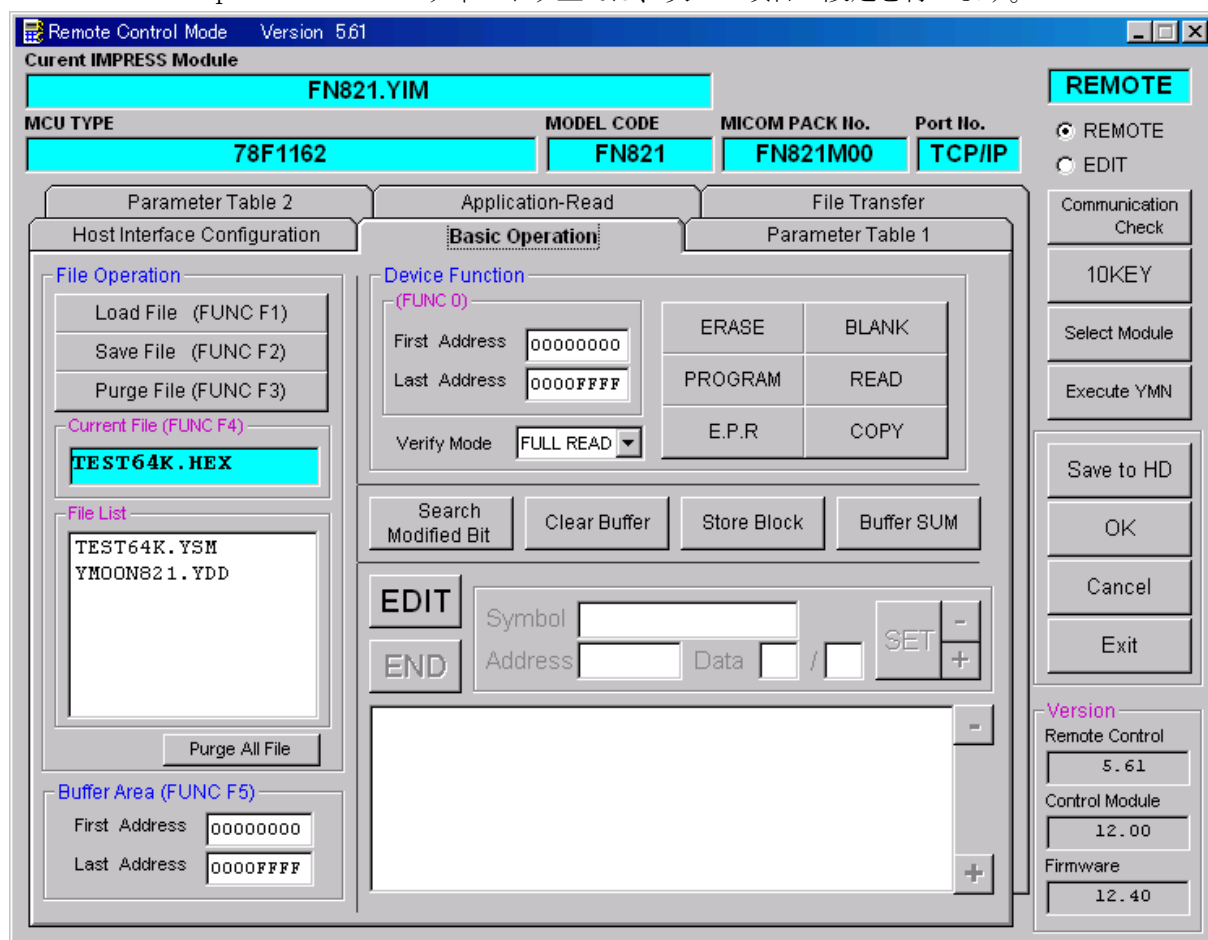 Remote Control Mode Version 5.61
Curent IMPRESS Module
FN821.YIM
REMOTE
MCU TYPE MODEL CODE MICOM PACK No. Port No.
78F1162 FN821 FN821M00 TCP/IP
REMOTE
EDIT
Parameter Table 2 Application-Read File Transfer
Host Interface Configuration Basic Operation Parameter Table 1
File Operation
Load File (FUNC F1)
Save File (FUNC F2)
Purge File (FUNC F3)
Current File (FUNC F4)
TEST64K.HEX
File List
TEST64K.YSM
YMOON821.YDD
Purge All File
Buffer Area (FUNC F5)
First Address 00000000
Last Address 0000FFFF
Device Function
(FUNC 0)
First Address 00000000
Last Address 0000FFFF
Verify Mode FULL READ
ERASE BLANK
PROGRAM READ
E.P.R COPY
Search
Modified Bit
Clear Buffer
Store Block
Buffer SUM
EDIT
END
Symbol
Address Data /
SET
-
+
-
+
Communication
Check
10KEY
Select Module
Execute YMN
Save to HD
OK
Cancel
Exit
Version
Remote Control
5.61
Control Module
12.00
Firmware
12.40